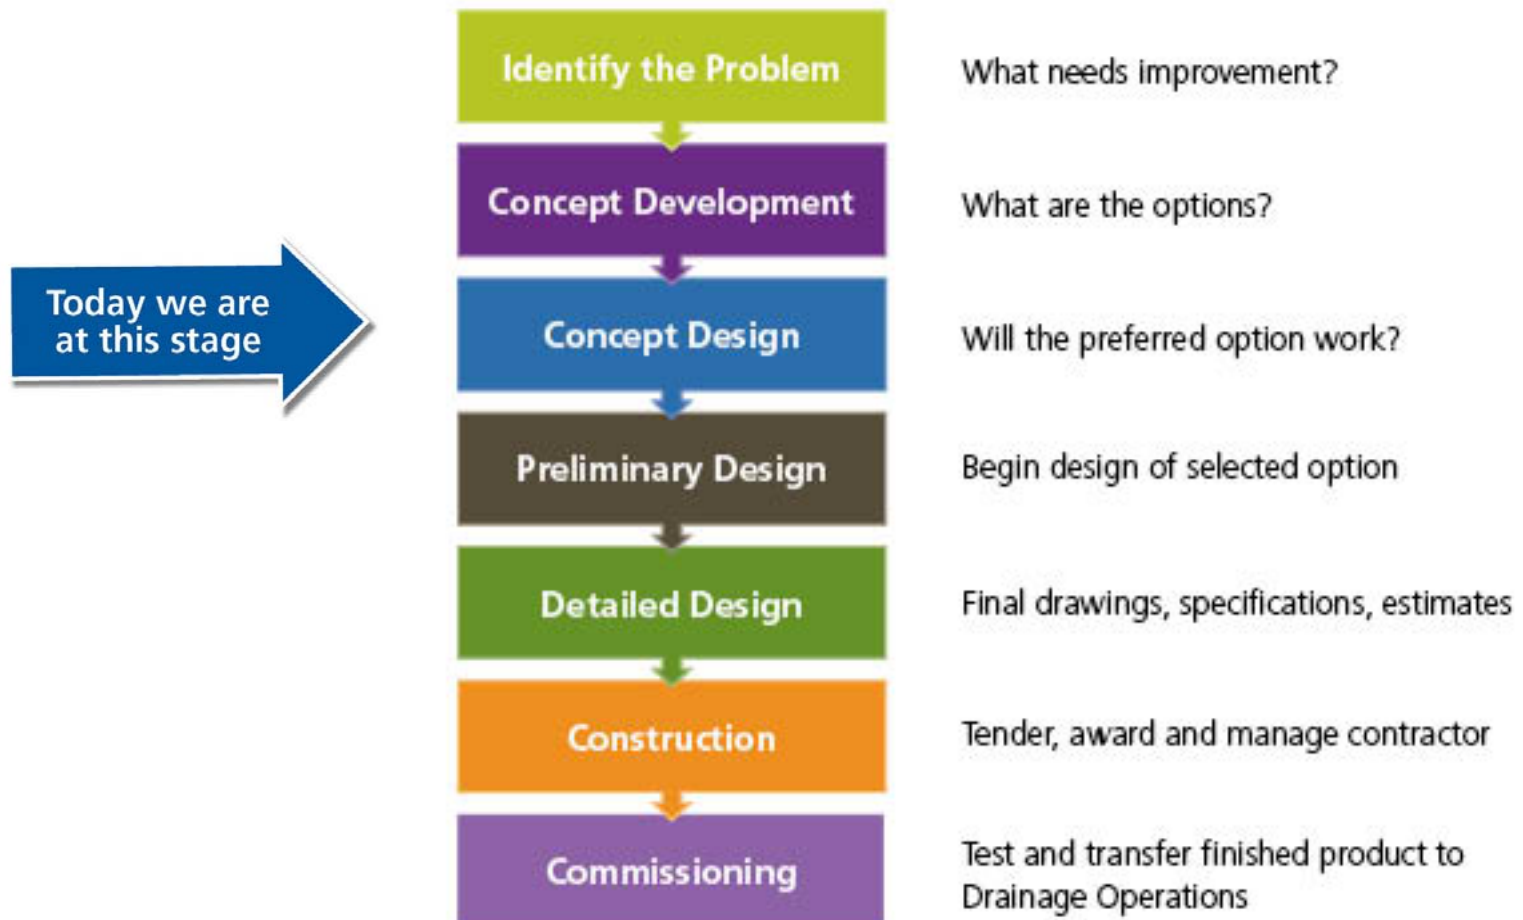 Identify the Problem
What needs improvement?
Concept Development
What are the options?
Today we are
at this stage
Concept Design
Will the preferred option work?
Preliminary Design
Begin design of selected option
Detailed Design
Final drawings, specifications, estimates
Construction
Tender, award and manage contractor
Commissioning
Test and transfer finished product to
Drainage Operations